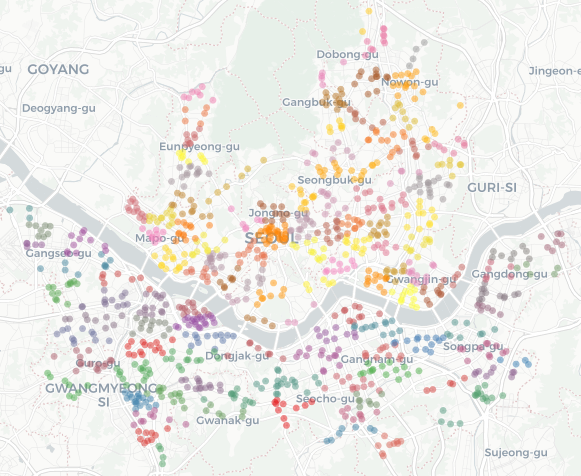 Dobong-gu
GOYANG
gu
Jingeon-e
Nowon-gu
Gangbuk-gu
Deogyang-gu
Eunpyeong-gu
Seongbuk-gu
GURI-SI
Jongno-gu
Mapo-gu
SEOUL
Gangseo-gu
Gwangjin-gu
Gangdong-gu
Songpa-gu
Dongjak-gu
Gangnam-gu
Guro-gu
GWANGMYEONG
SI
Seocho-gu
Gwanak-gu
Sujeong-gu